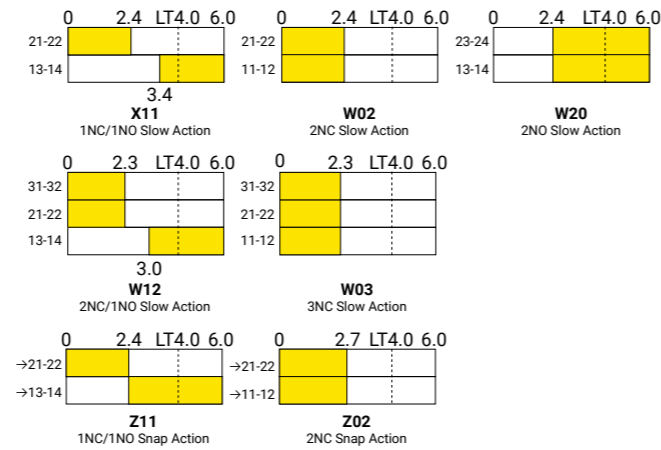 0 2.4 LT4.0 6.0 0 2.4 LT4.0 6.0 0 2.4 LT4.0 6.0
21-22 21-22 23-24
13-14 11-12 13-14
3.4
X11 W02 W20
1NC/1NO Slow Action 2NC Slow Action 2NO Slow Action
0 2.3 LT4.0 6.0 0 2.3 LT4.0 6.0
31-32 31-32
21-22 21-22
13-14 11-12
3.0
W12 W03
2NC/1NO Slow Action 3NC Slow Action
0 2.4 LT4.0 6.0 0 2.7 LT4.0 6.0
→21-22 →21-22
→13-14 →11-12
Z11 Z02
1NC/1NO Snap Action 2NC Snap Action